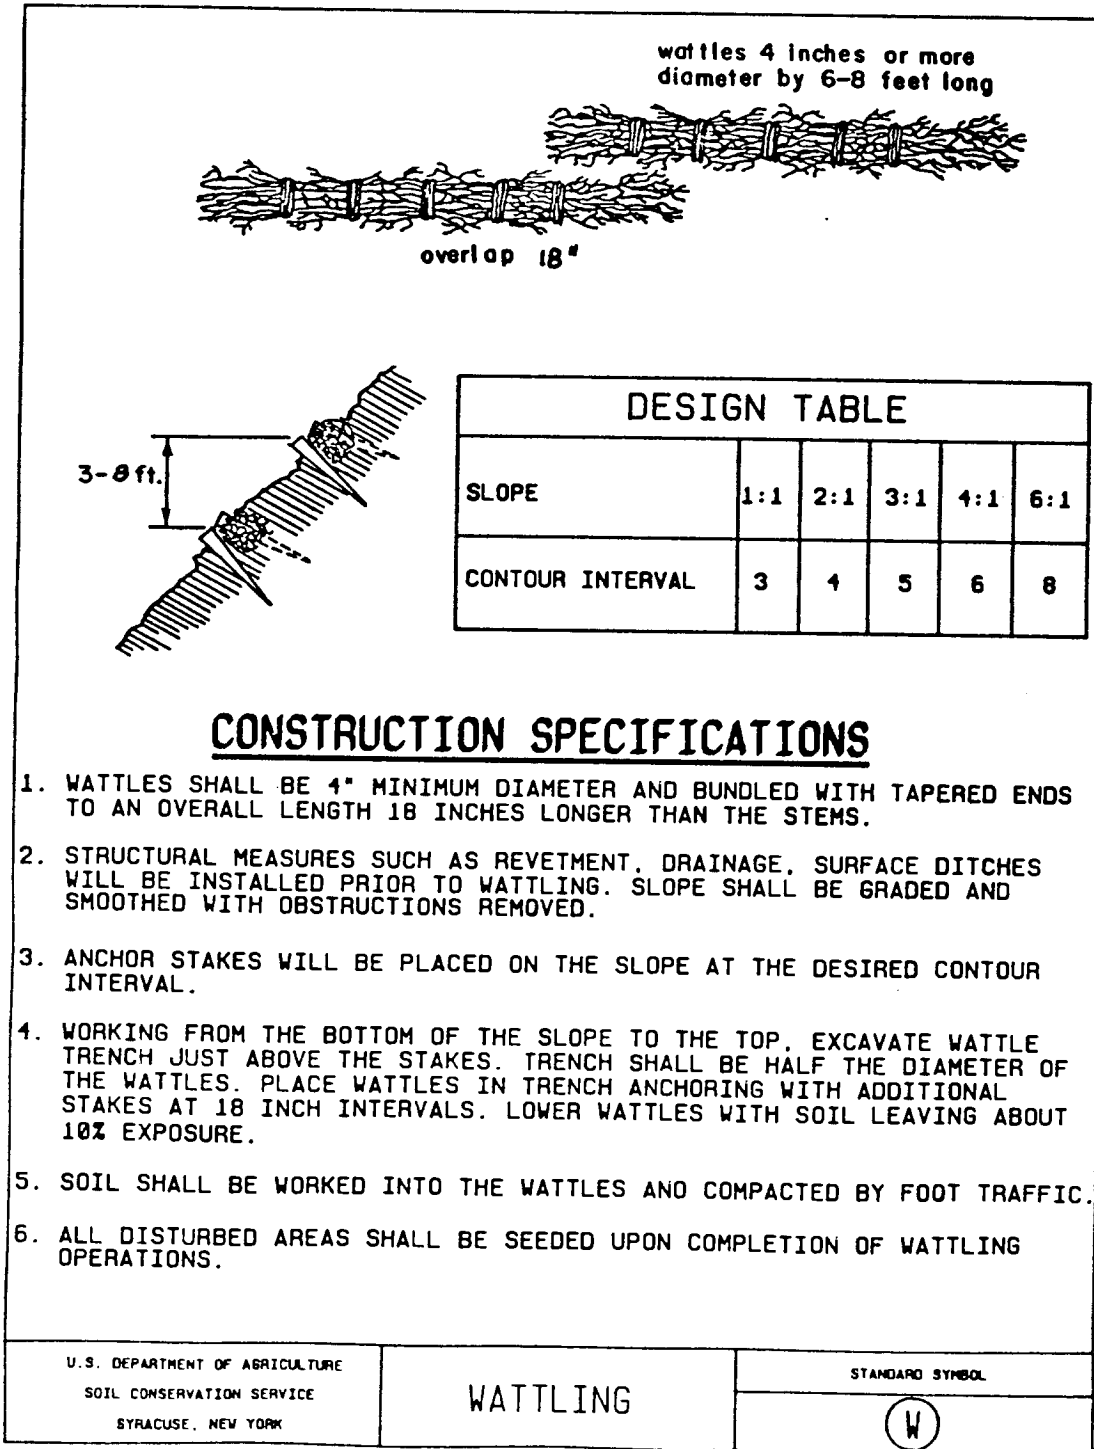 wattles 4 inches or more
diameter by 6-8 feet long
overlap 18"
3-8 ft.
DESIGN TABLE
SLOPE 1:1 2:1 3:1 4:1 6:1
CONTOUR INTERVAL 3 4 5 6 8
CONSTRUCTION SPECIFICATIONS
1. WATTLES SHALL BE 4" MINIMUM DIAMETER AND BUNDLED WITH TAPERED ENDS
TO AN OVERALL LENGTH 18 INCHES LONGER THAN THE STEMS.
2. STRUCTURAL MEASURES SUCH AS REVETMENT, DRAINAGE, SURFACE DITCHES
WILL BE INSTALLED PRIOR TO WATTLING. SLOPE SHALL BE GRADED AND
SMOOTHED WITH OBSTRUCTIONS REMOVED.
3. ANCHOR STAKES WILL BE PLACED ON THE SLOPE AT THE DESIRED CONTOUR
INTERVAL.
4. WORKING FROM THE BOTTOM OF THE SLOPE TO THE TOP, EXCAVATE WATTLE
TRENCH JUST ABOVE THE STAKES. TRENCH SHALL BE HALF THE DIAMETER OF
THE WATTLES. PLACE WATTLES IN TRENCH ANCHORING WITH ADDITIONAL
STAKES AT 18 INCH INTERVALS. LOWER WATTLES WITH SOIL LEAVING ABOUT
10% EXPOSURE.
5. SOIL SHALL BE WORKED INTO THE WATTLES AND COMPACTED BY FOOT TRAFFIC.
6. ALL DISTURBED AREAS SHALL BE SEEDED UPON COMPLETION OF WATTLING
OPERATIONS.
U.S. DEPARTMENT OF AGRICULTURE
SOIL CONSERVATION SERVICE
SYRACUSE, NEW YORK
WATTLING
STANDARD SYMBOL
W